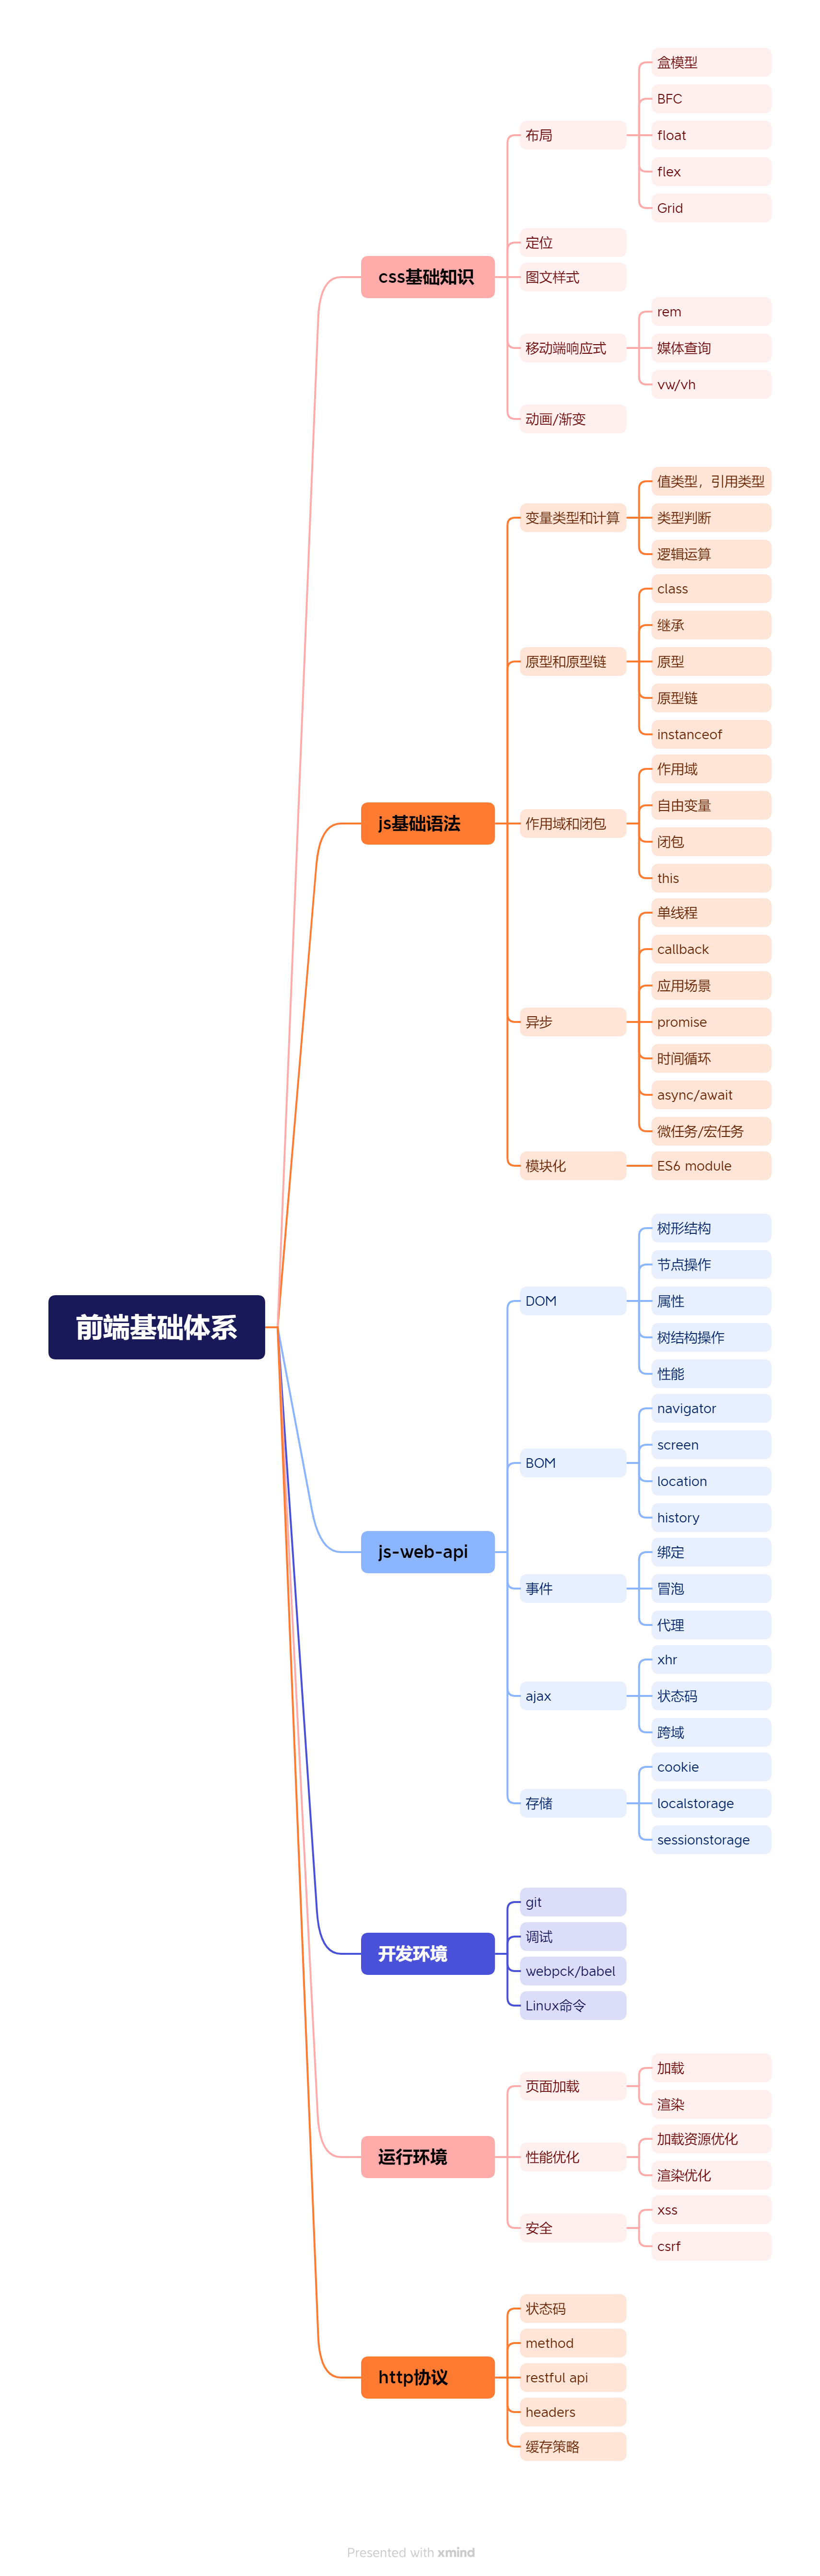 前端基础体系
css基础知识
布局
盒模型
BFC
float
flex
Grid
定位
图文样式
移动端响应式
rem
媒体查询
vw/vh
动画/渐变
js基础语法
变量类型和计算
值类型，引用类型
类型判断
逻辑运算
原型和原型链
class
继承
原型
原型链
instanceof
作用域和闭包
作用域
自由变量
闭包
this
异步
单线程
callback
应用场景
promise
时间循环
async/await
微任务/宏任务
模块化
ES6 module
js-web-api
DOM
树形结构
节点操作
属性
树结构操作
性能
BOM
navigator
screen
location
history
事件
绑定
冒泡
代理
ajax
xhr
状态码
跨域
存储
cookie
localstorage
sessionstorage
开发环境
git
调试
webpck/babel
Linux命令
运行环境
页面加载
加载
渲染
性能优化
加载资源优化
渲染优化
安全
xss
csrf
http协议
状态码
method
restful api
headers
缓存策略
Presented with xmind